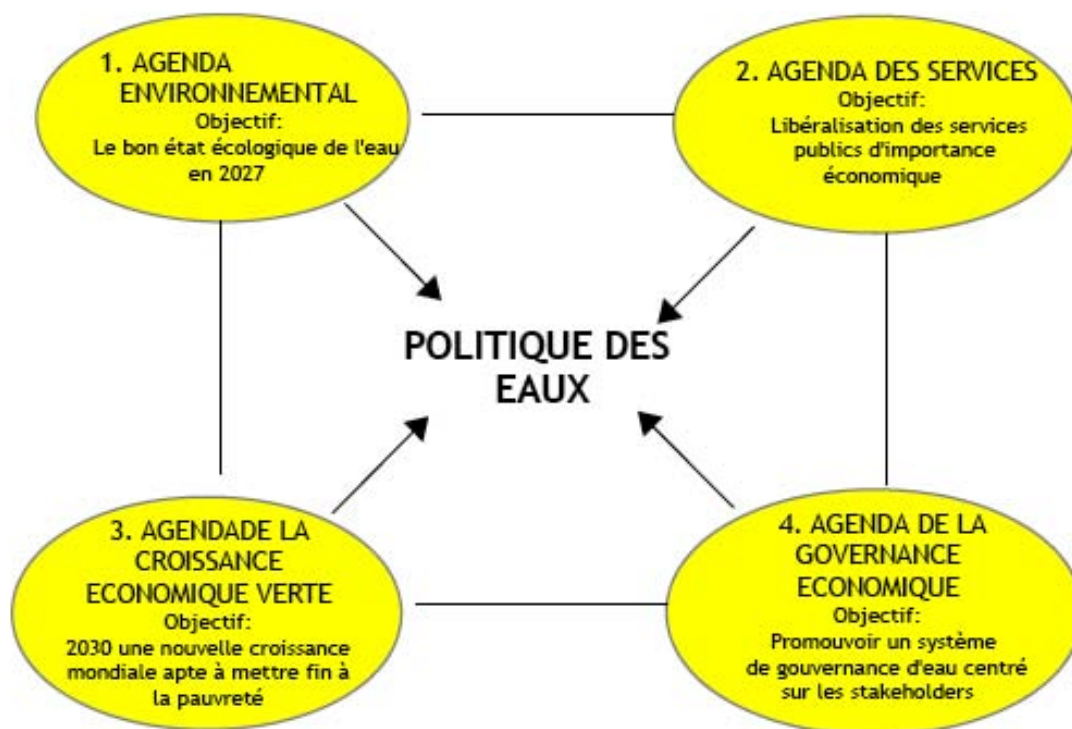 1. AGENDA
ENVIRONNEMENTAL
Objectif:
Le bon état écologique de l'eau
en 2027
2. AGENDA DES SERVICES
Objectif:
Libéralisation des services
publics d'importance
économique
POLITIQUE DES
EAUX
3. AGENDADE LA
CROISSANCE
ECONOMIQUE VERTE
Objectif:
2030 une nouvelle croissance
mondiale apte à mettre fin à
la pauvreté
4. AGENDA DE LA
GOVERNANCE
ECONOMIQUE
Objectif:
Promouvoir un système
de gouvernance d'eau centré
sur les stakeholders